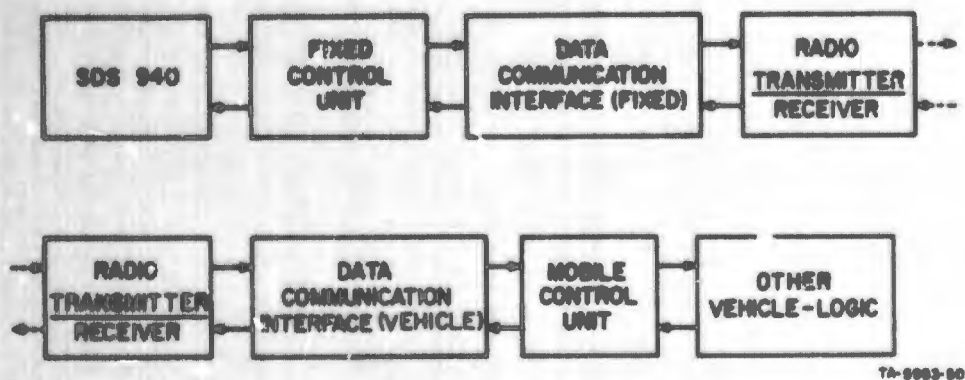 SDS 940
FIXED
CONTROL
UNIT
DATA
COMMUNICATION
INTERFACE (FIXED)
RADIO
TRANSMITTER
RECEIVER
RADIO
TRANSMITTER
RECEIVER
DATA
COMMUNICATION
INTERFACE (VEHICLE)
MOBILE
CONTROL
UNIT
OTHER
VEHICLE-LOGIC